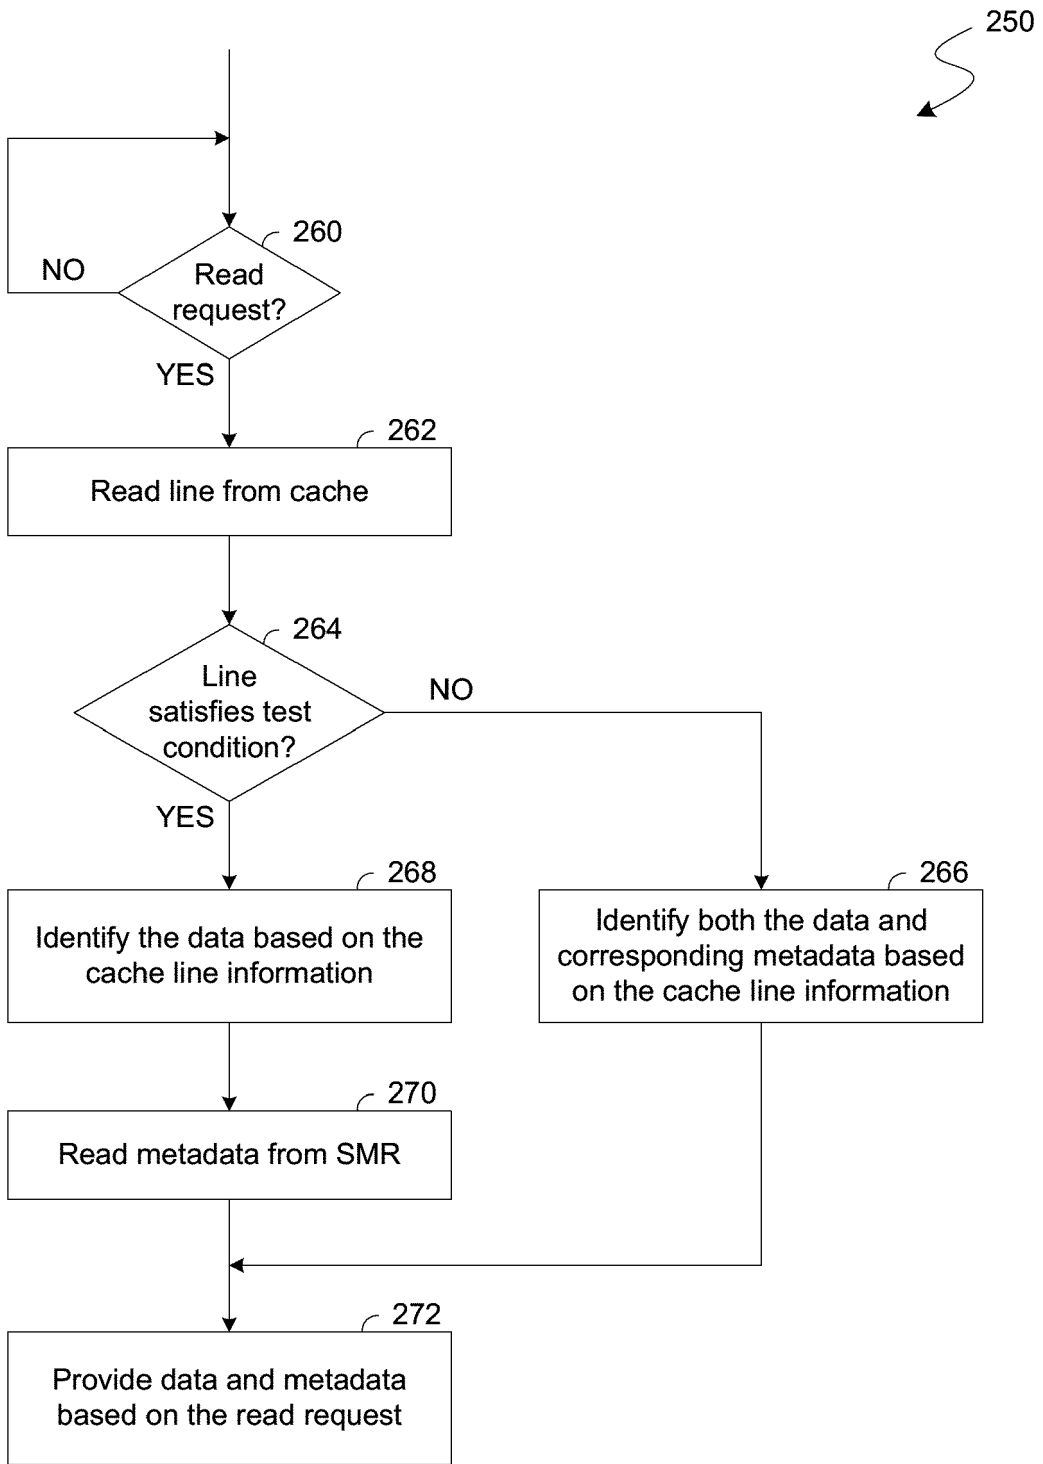 250
260
Read
request?
NO
YES
262
Read line from cache
264
Line
satisfies test
condition?
NO
YES
268
Identify the data based on the
cache line information
266
Identify both the data and
corresponding metadata based
on the cache line information
270
Read metadata from SMR
272
Provide data and metadata
based on the read request